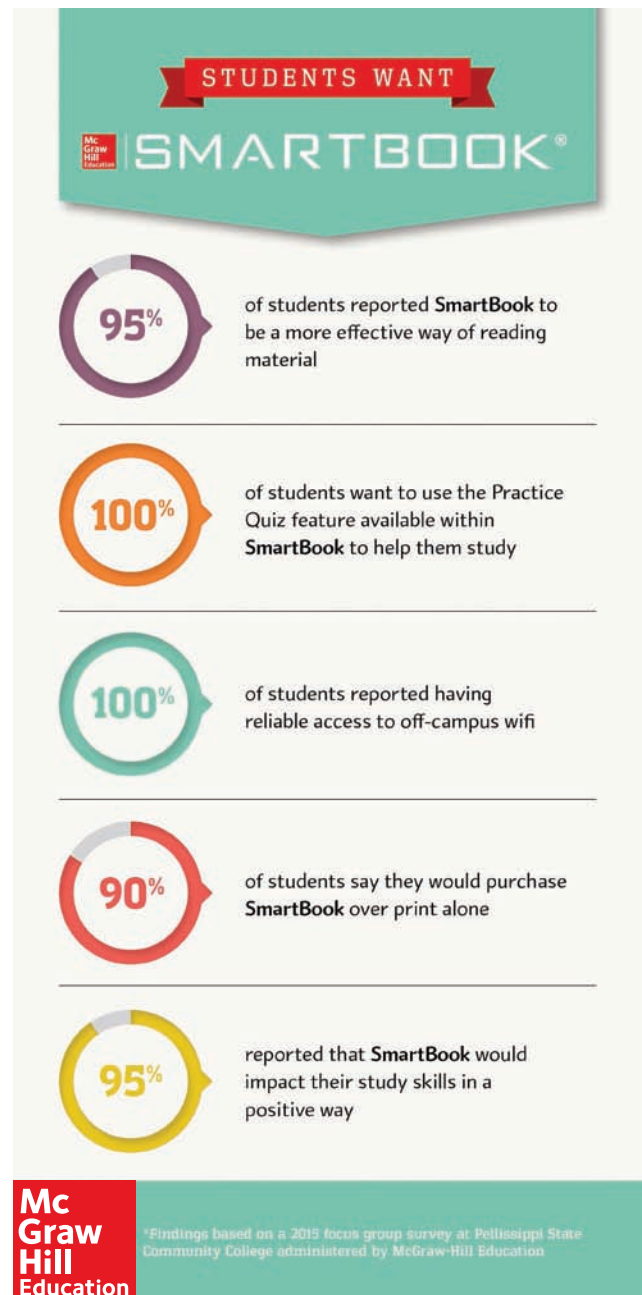 STUDENTS WANT
Mc
Graw
Hill
Education
SMARTBOOK®
95%
of students reported SmartBook to
be a more effective way of reading
material
100%
of students want to use the Practice
Quiz feature available within
SmartBook to help them study
100%
of students reported having
reliable access to off-campus wifi
90%
of students say they would purchase
SmartBook over print alone
95%
reported that SmartBook would
impact their study skills in a
positive way
Mc
Graw
Hill
Education
*Findings based on a 2015 focus group survey at Pellissippi State
Community College administered by McGraw-Hill Education